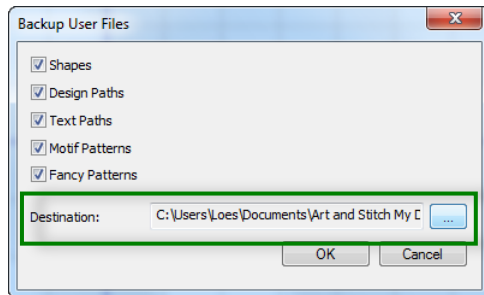 Backup User Files
Shapes
Design Paths
Text Paths
Motif Patterns
Fancy Patterns
Destination: C:\Users\Loes\Documents\Art and Stitch My D ...
OK Cancel